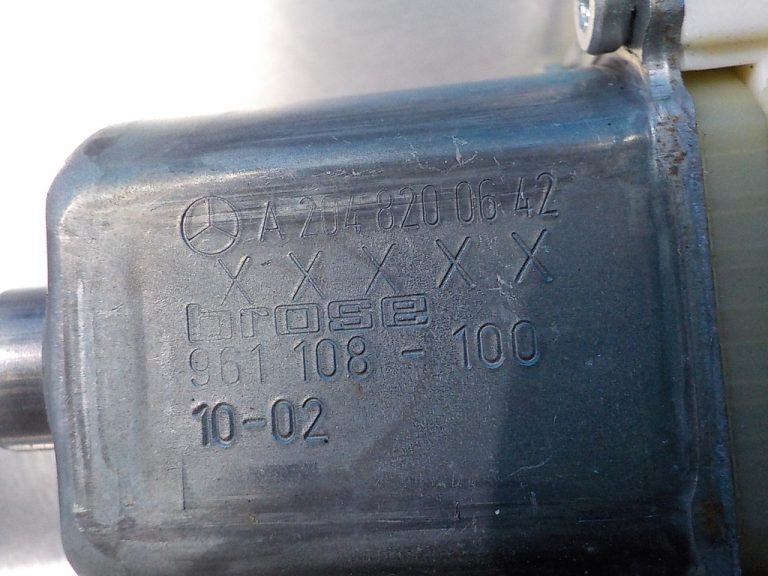 A 204 820 06 42
X X X X X
brose
961 108 - 100
10-02